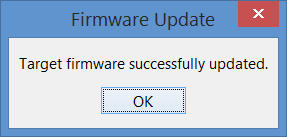 Firmware Update
Target firmware successfully updated.
OK